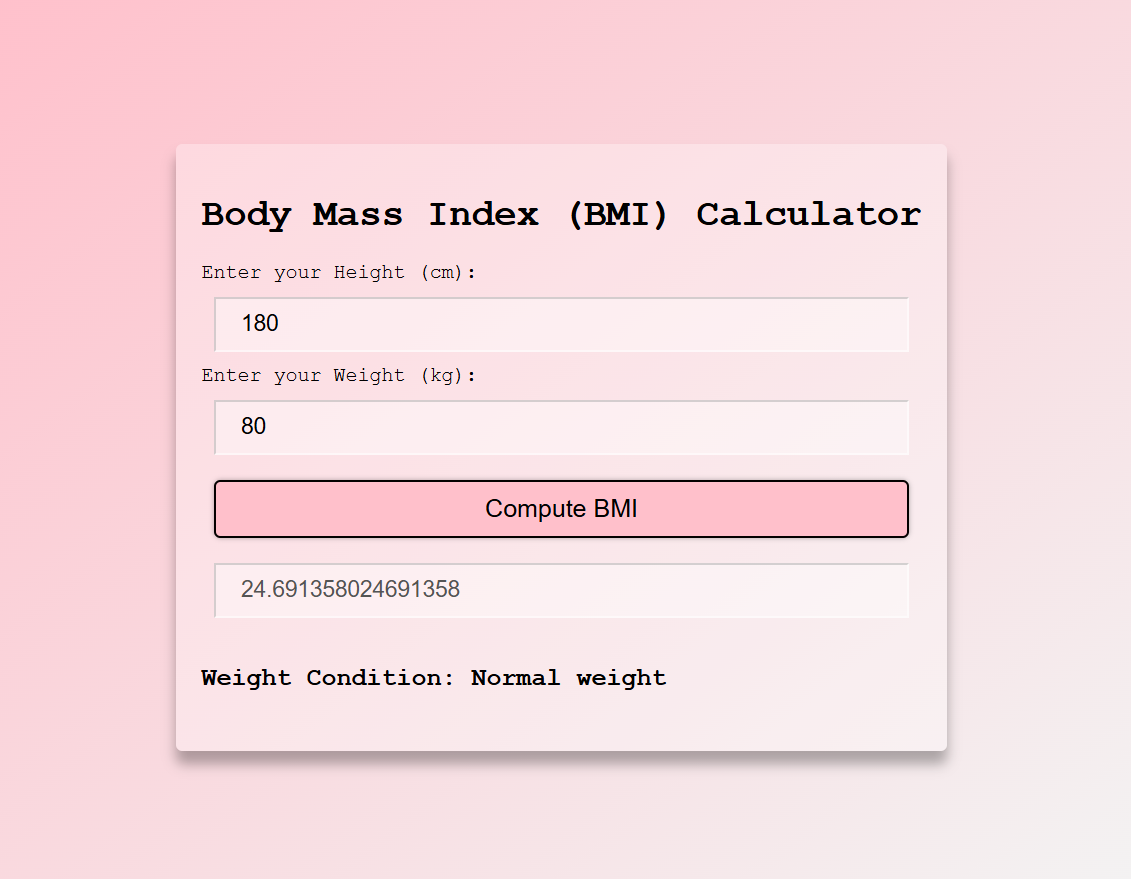 Body Mass Index (BMI) Calculator
Enter your Height (cm):
180
Enter your Weight (kg):
80
Compute BMI
24.691358024691358
Weight Condition: Normal weight